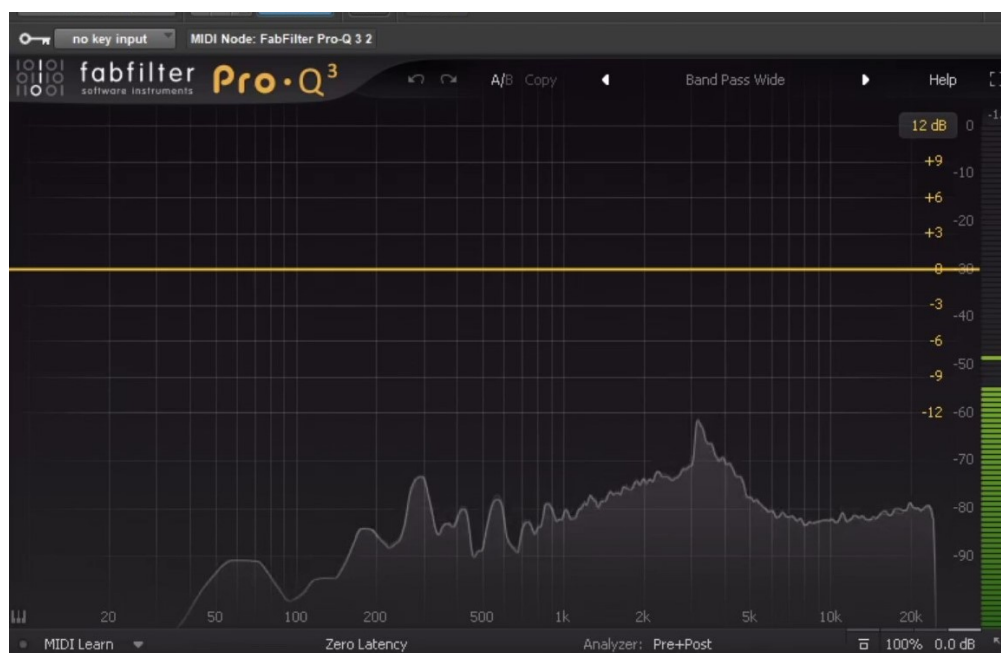 no key input MIDI Node: FabFilter Pro-Q 3 2
fabfilter Pro·Q3 A/B Copy Band Pass Wide Help
software instruments
12 dB 0
+9
-10
+6
-20
+3
0 -30
-3
-40
-6
-50
-9
-12 -60
-70
-80
-90
20 50 100 200 500 1k 2k 5k 10k 20k
MIDI Learn Zero Latency Analyzer: Pre+Post 100% 0.0 dB